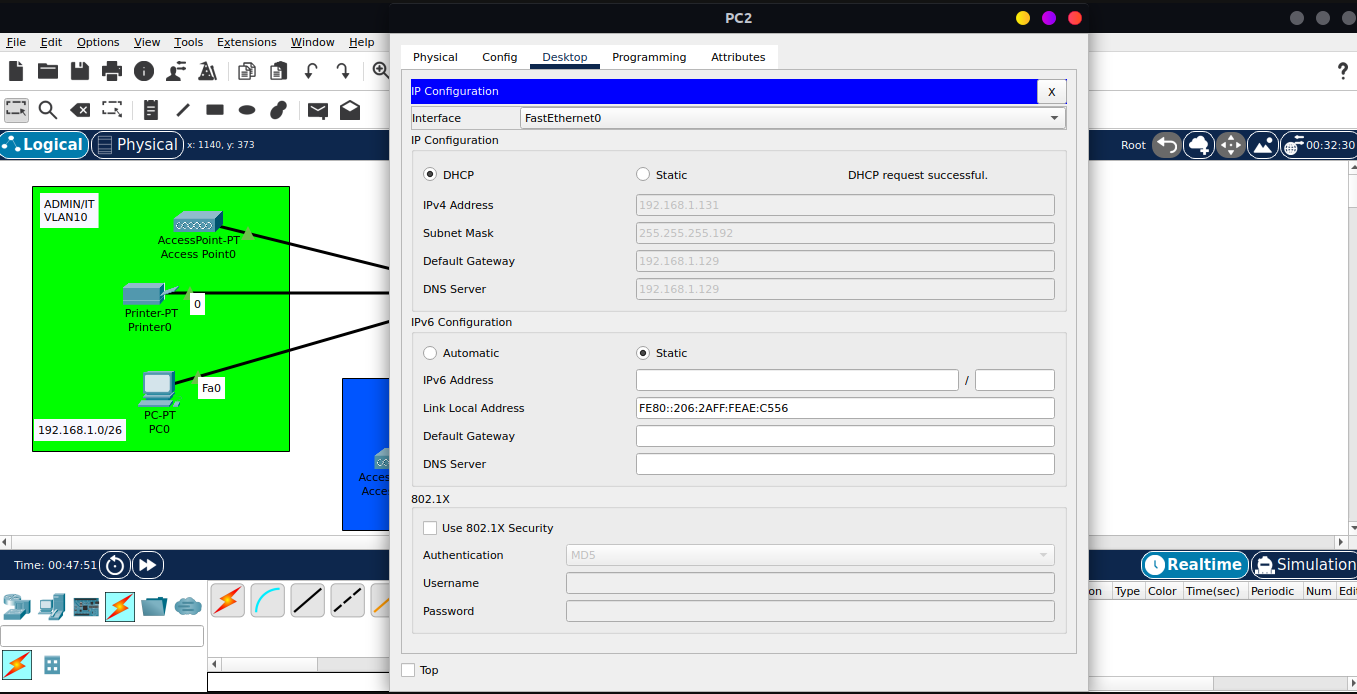 PC2
File Edit Options View Tools Extensions Window Help
Physical Config Desktop Programming Attributes
IP Configuration X
Interface FastEthernet0
IP Configuration
DHCP Static DHCP request successful.
IPv4 Address 192.168.1.131
Subnet Mask 255.255.255.192
Default Gateway 192.168.1.129
DNS Server 192.168.1.129
IPv6 Configuration
Automatic Static
IPv6 Address /
Link Local Address FE80::206:2AFF:FEAE:C556
Default Gateway
DNS Server
802.1X
Use 802.1X Security
Authentication MD5
Username
Password
Top
?
Logical Physical x: 1140, y: 373
Root 00:32:30
ADMIN/IT
VLAN10
AccessPoint-PT
Access Point0
Printer-PT
Printer0
0
Fa0
PC-PT
PC0
192.168.1.0/26
Acces
Acce
Time: 00:47:51
Realtime Simulation
on Type Color Time(sec) Periodic Num Edit